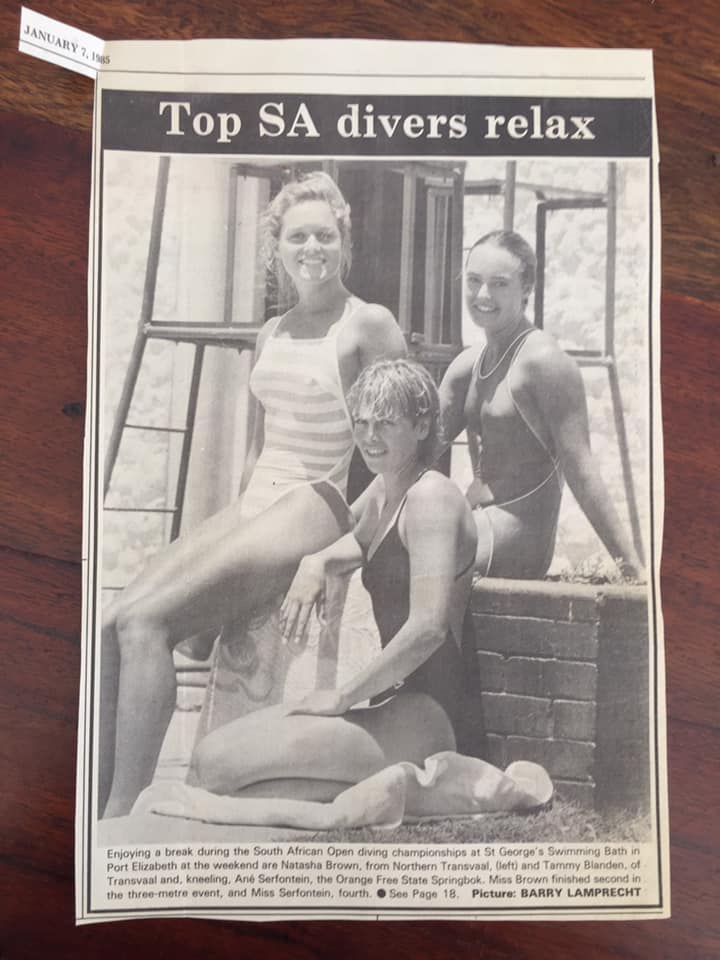 JANUARY 7, 1985
Top SA divers relax
Enjoying a break during the South African Open diving championships at St George's Swimming Bath in
Port Elizabeth at the weekend are Natasha Brown, from Northern Transvaal, (left) and Tammy Blanden, of
Transvaal and, kneeling, Ané Serfontein, the Orange Free State Springbok. Miss Brown finished second in
the three-metre event, and Miss Serfontein, fourth. ● See Page 18. Picture: BARRY LAMPRECHT